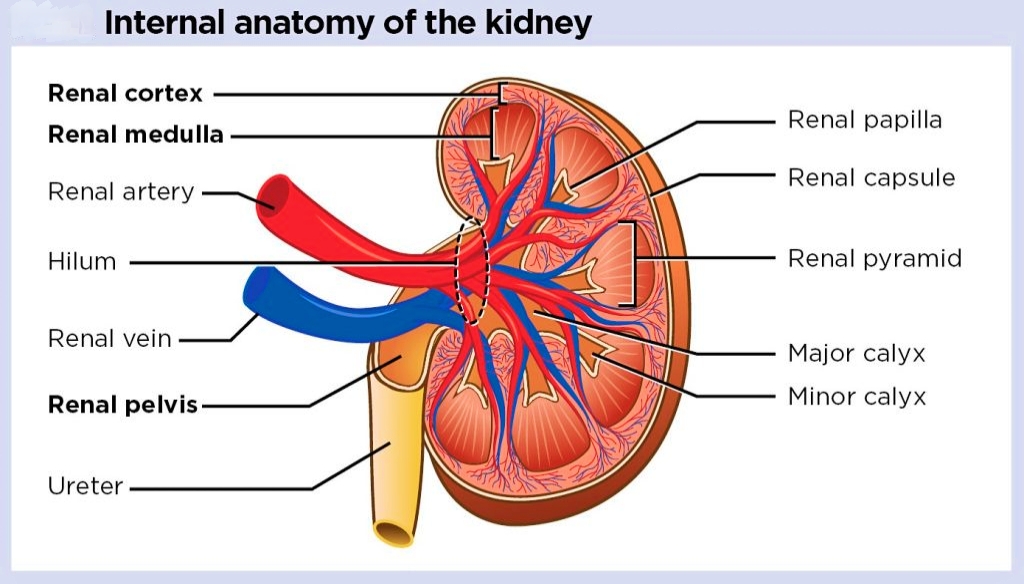 Internal anatomy of the kidney
Renal cortex
Renal medulla
Renal artery
Hilum
Renal vein
Renal pelvis
Ureter
Renal papilla
Renal capsule
Renal pyramid
Major calyx
Minor calyx